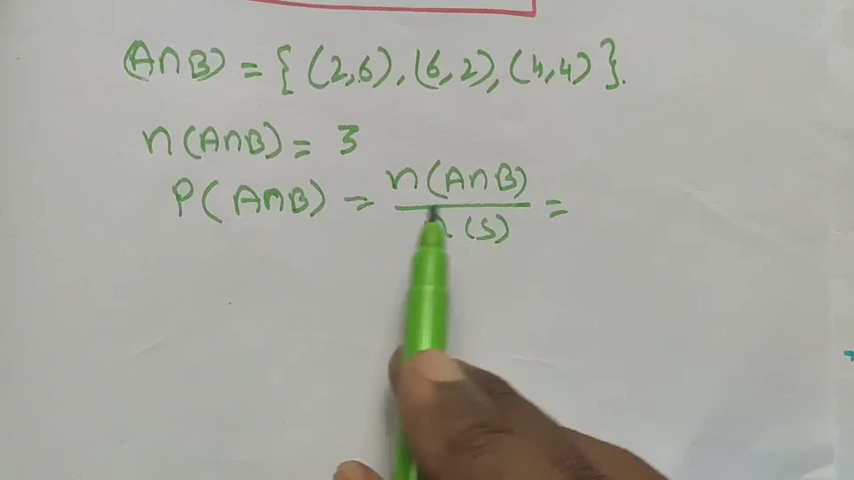 (A∩B) = { (2,6), (6,2), (4,4) }.
n(A∩B) = 3
P(A∩B) = n(A∩B) / n(S) =